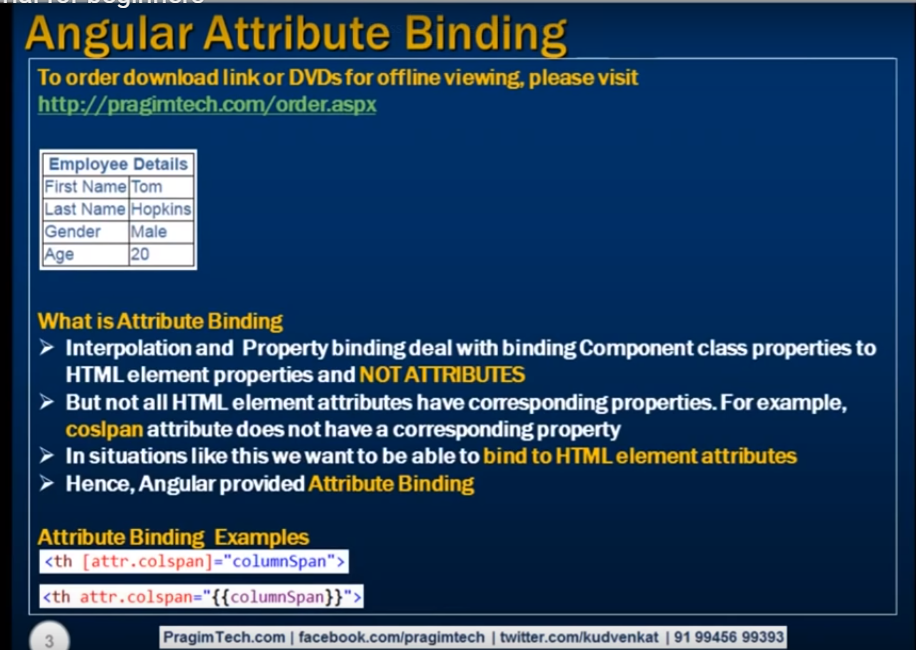 Angular Attribute Binding
To order download link or DVDs for offline viewing, please visit
http://pragimtech.com/order.aspx
Employee Details
First Name Tom
Last Name Hopkins
Gender Male
Age 20
What is Attribute Binding
➢ Interpolation and Property binding deal with binding Component class properties to
HTML element properties and NOT ATTRIBUTES
➢ But not all HTML element attributes have corresponding properties. For example,
coslpan attribute does not have a corresponding property
➢ In situations like this we want to be able to bind to HTML element attributes
➢ Hence, Angular provided Attribute Binding
Attribute Binding Examples
<th [attr.colspan]="columnSpan">
<th attr.colspan="{{columnSpan}}">
3
PragimTech.com | facebook.com/pragimtech | twitter.com/kudvenkat | 91 99456 99393